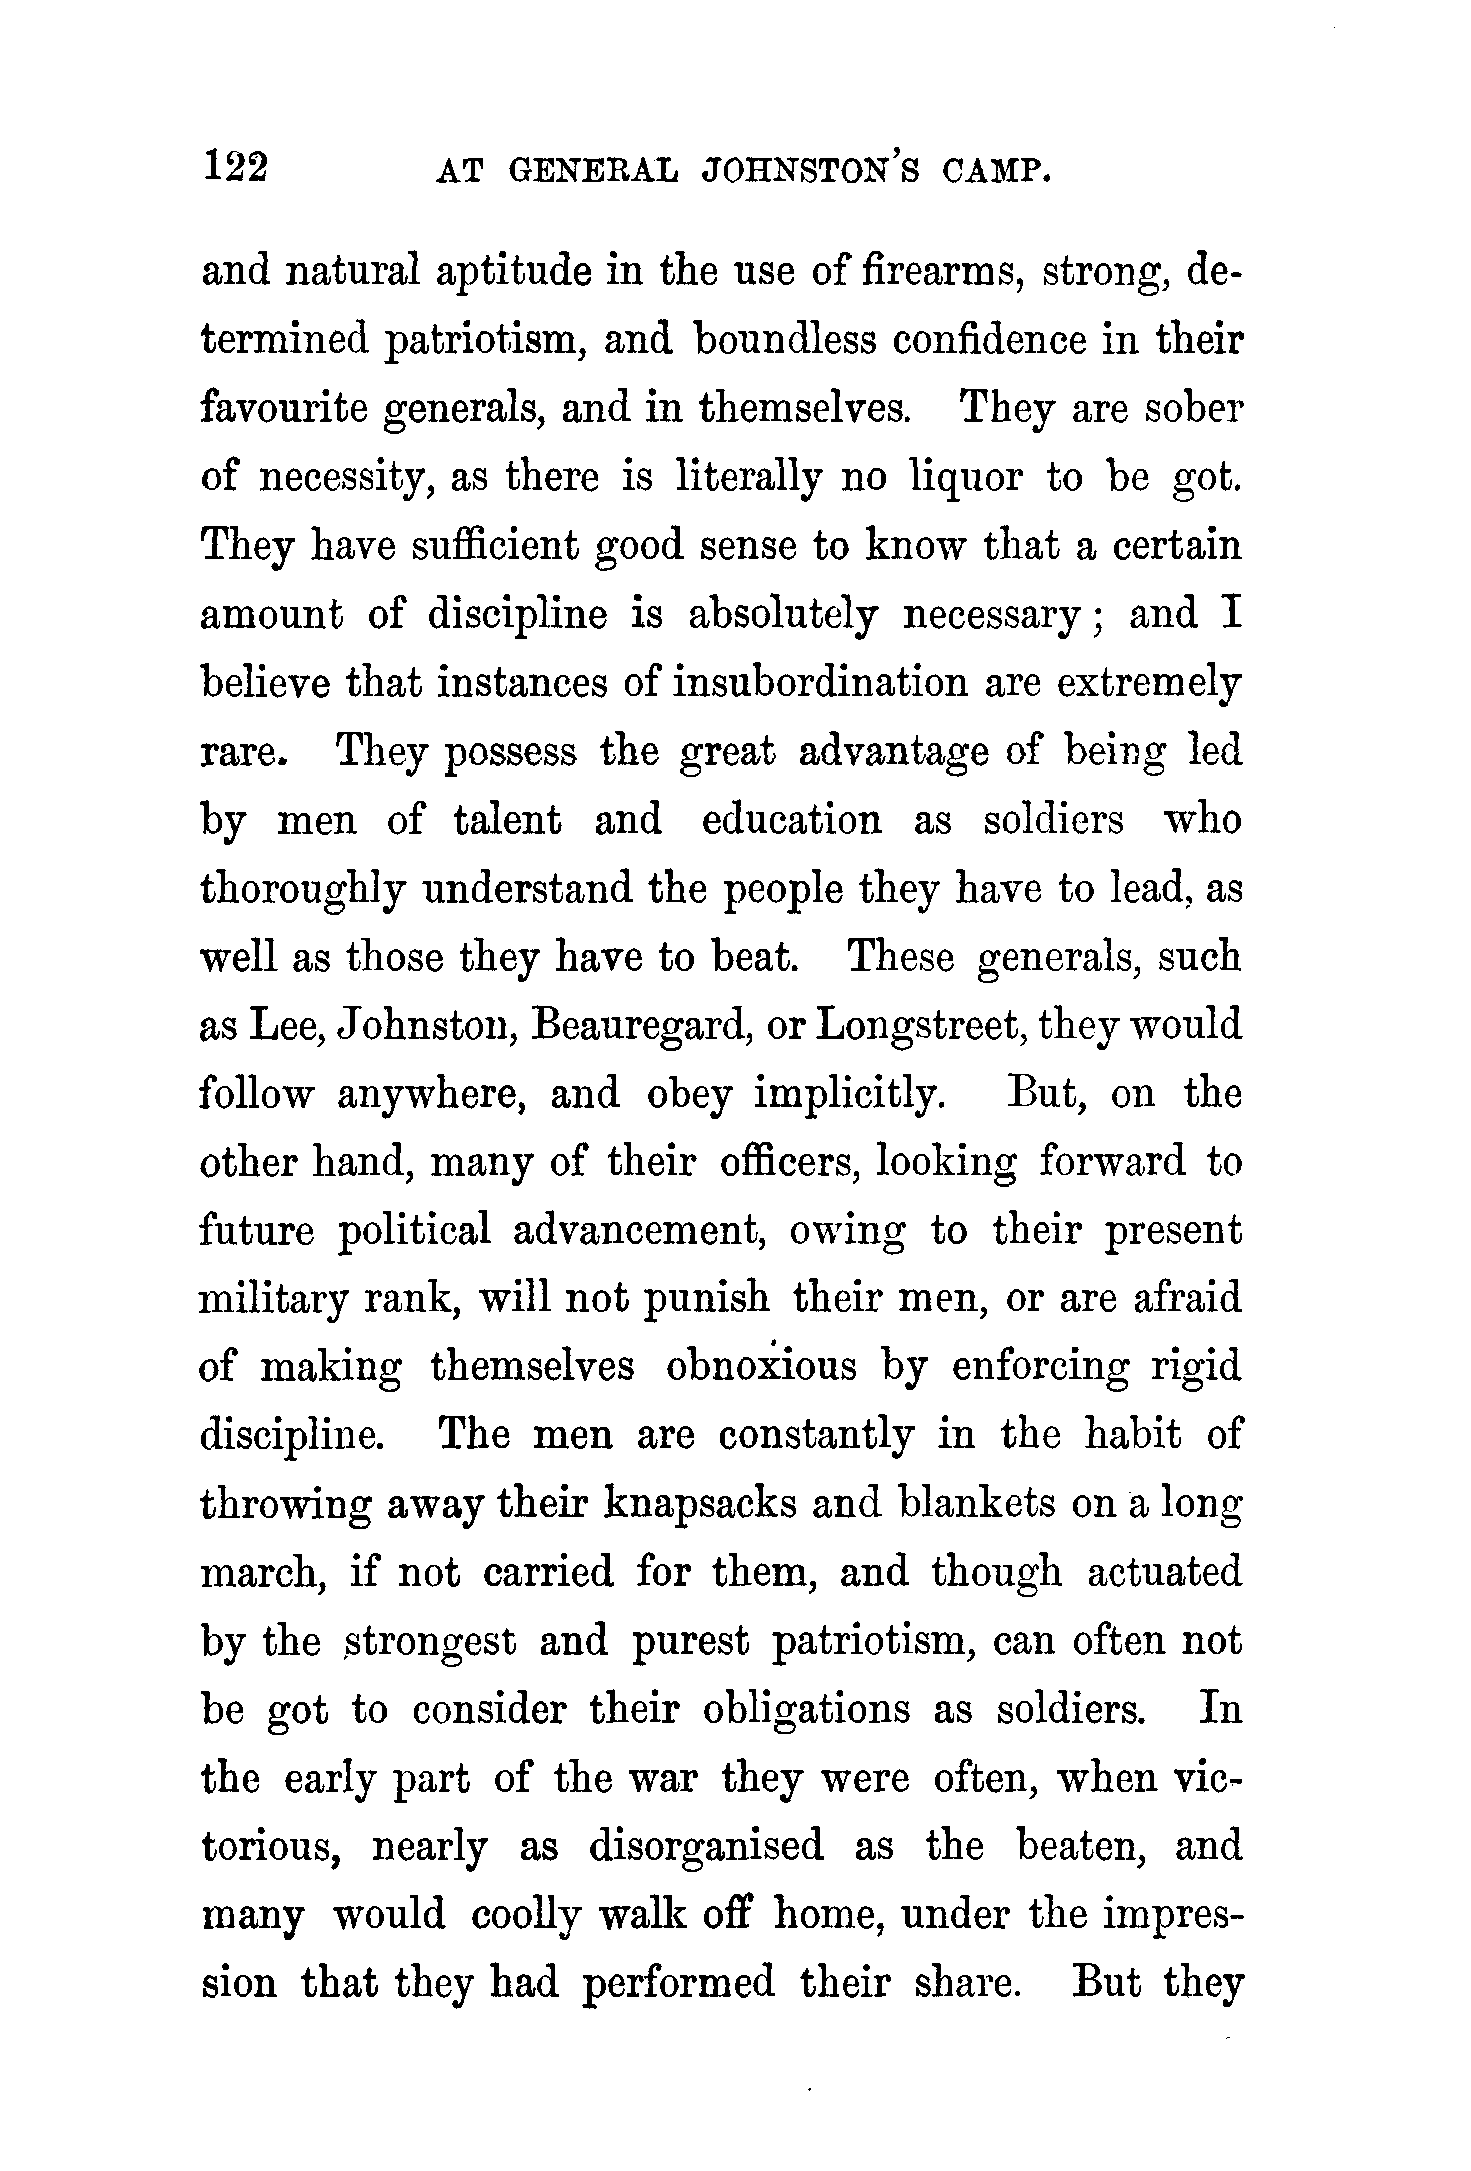 122 AT GENERAL JOHNSTON'S CAMP.
and natural aptitude in the use of firearms, strong, de-
termined patriotism, and boundless confidence in their
favourite generals, and in themselves. They are sober
of necessity, as there is literally no liquor to be got.
They have sufficient good sense to know that a certain
amount of discipline is absolutely necessary ; and I
believe that instances of insubordination are extremely
rare. They possess the great advantage of being led
by men of talent and education as soldiers who
thoroughly understand the people they have to lead, as
well as those they have to beat. These generals, such
as Lee, Johnston, Beauregard, or Longstreet, they would
follow anywhere, and obey implicitly. But, on the
other hand, many of their officers, looking forward to
future political advancement, owing to their present
military rank, will not punish their men, or are afraid
of making themselves obnoxious by enforcing rigid
discipline. The men are constantly in the habit of
throwing away their knapsacks and blankets on a long
march, if not carried for them, and though actuated
by the strongest and purest patriotism, can often not
be got to consider their obligations as soldiers. In
the early part of the war they were often, when vic-
torious, nearly as disorganised as the beaten, and
many would coolly walk off home, under the impres-
sion that they had performed their share. But they